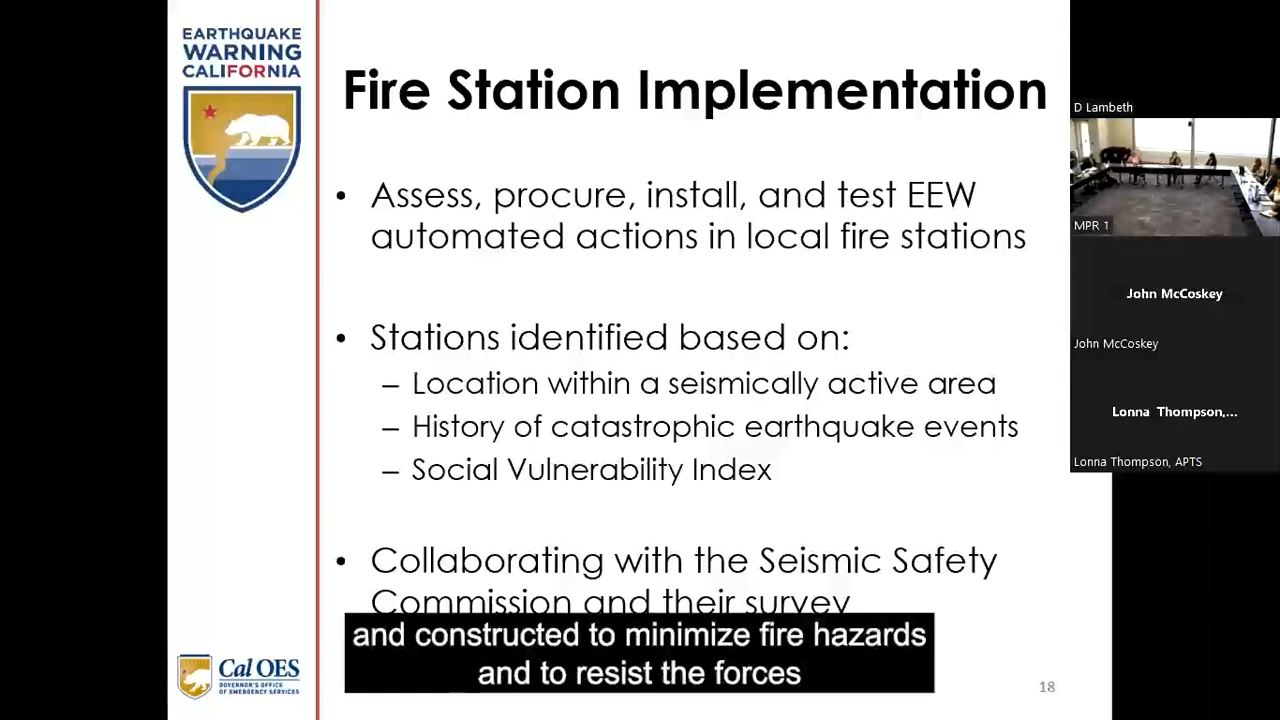 EARTHQUAKE
WARNING
CALIFORNIA
Fire Station Implementation
• Assess, procure, install, and test EEW
automated actions in local fire stations
• Stations identified based on:
– Location within a seismically active area
– History of catastrophic earthquake events
– Social Vulnerability Index
• Collaborating with the Seismic Safety
Commission and their survey
and constructed to minimize fire hazards
and to resist the forces
Cal OES
GOVERNOR'S OFFICE
OF EMERGENCY SERVICES
18
D Lambeth
MPR 1
John McCoskey
John McCoskey
Lonna Thompson,...
Lonna Thompson, APTS